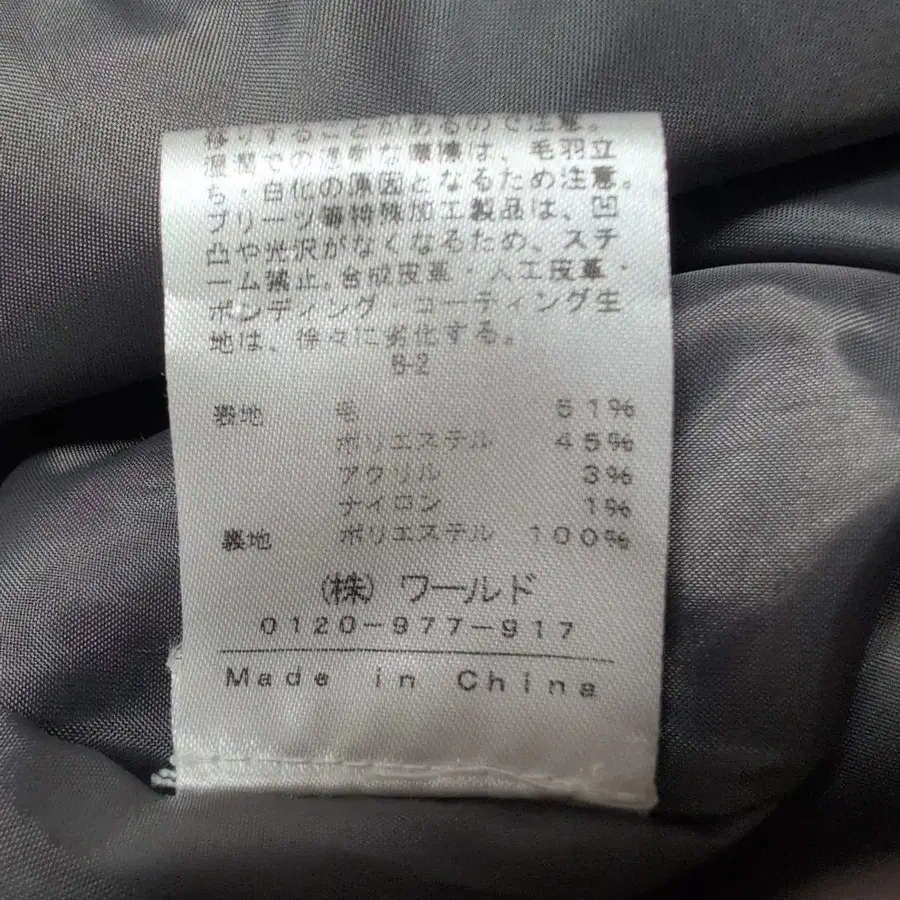 移りすることがあるので注意。
湿潤での過剰な摩擦は、毛羽立
ち・白化の原因となるため注意。
プリーツ等特殊加工製品は、凹
凸や光沢がなくなるため、スチ
ーム禁止。合成皮革・人工皮革・
ボンディング・コーティング生
地は、徐々に劣化する。
8-2
表地 毛 51%
ポリエステル 45%
アクリル 3%
ナイロン 1%
裏地 ポリエステル 100%
(株) ワールド
0120-977-917
Made in China